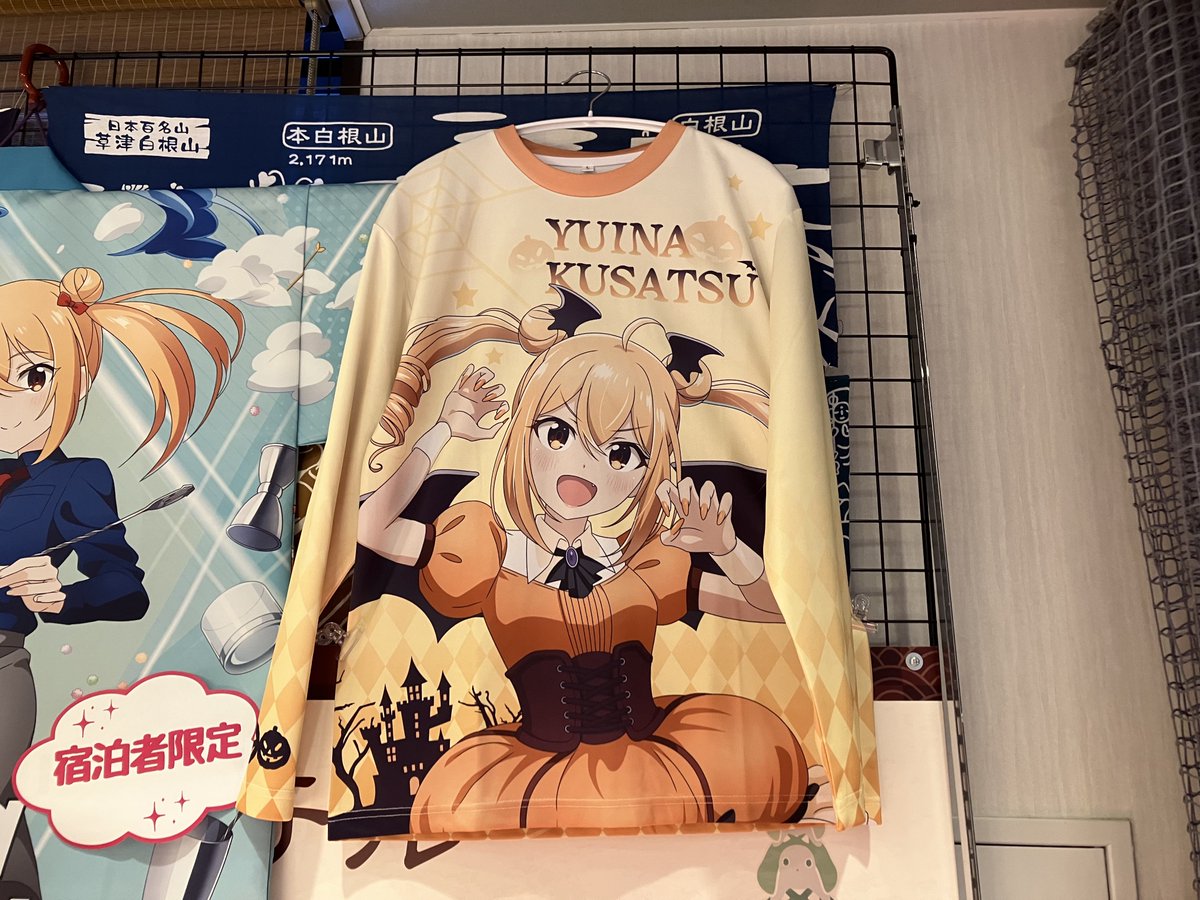 日本百名山
草津白根山
本白根山
2,171m
白根山
YUINA
KUSATSU
宿泊者限定